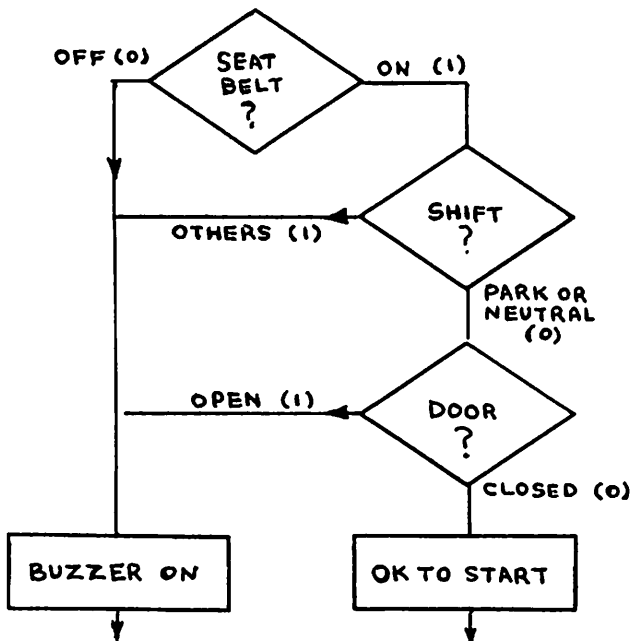 OFF (0)
SEAT
BELT
?
ON (1)
SHIFT
?
OTHERS (1)
PARK OR
NEUTRAL
(0)
OPEN (1)
DOOR
?
CLOSED (0)
BUZZER ON
OK TO START